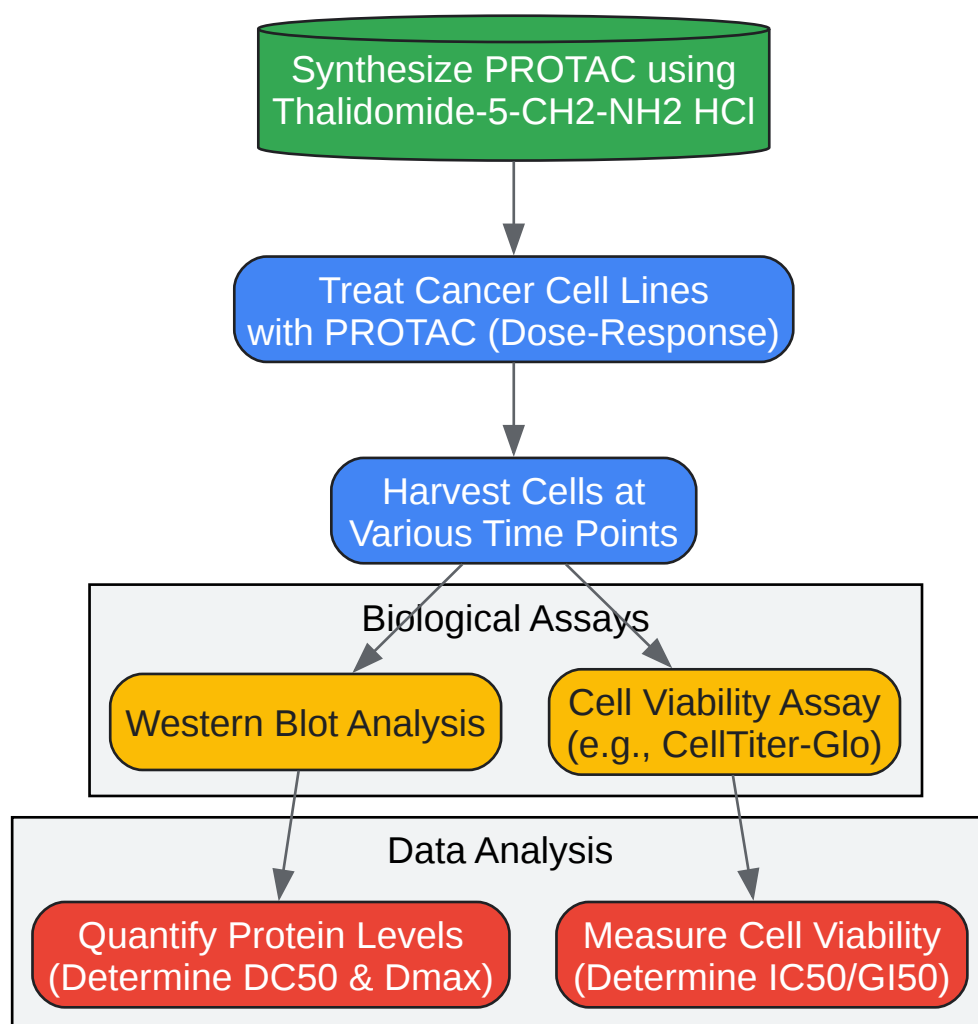 Synthesize PROTAC using
Thalidomide-5-CH2-NH2 HCl
Treat Cancer Cell Lines
with PROTAC (Dose-Response)
Harvest Cells at
Various Time Points
Biological Assays
Western Blot Analysis
Cell Viability Assay
(e.g., CellTiter-Glo)
Data Analysis
Quantify Protein Levels
(Determine DC50 & Dmax)
Measure Cell Viability
(Determine IC50/GI50)